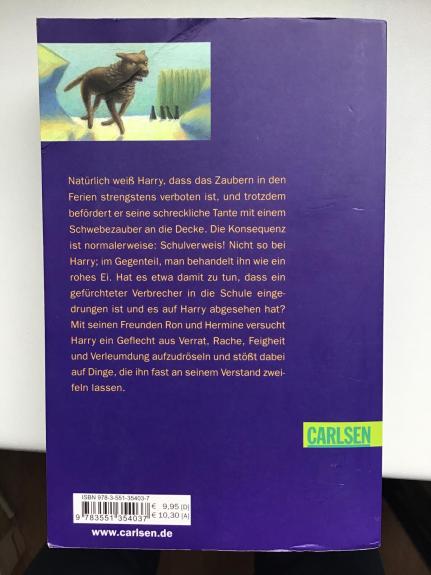 Natürlich weiß Harry, dass das Zaubern in den
Ferien strengstens verboten ist, und trotzdem
befördert er seine schreckliche Tante mit einem
Schwebezauber an die Decke. Die Konsequenz
ist normalerweise: Schulverweis! Nicht so bei
Harry; im Gegenteil, man behandelt ihn wie ein
rohes Ei. Hat es etwa damit zu tun, dass ein
gefürchteter Verbrecher in die Schule einge-
drungen ist und es auf Harry abgesehen hat?
Mit seinen Freunden Ron und Hermine versucht
Harry ein Geflecht aus Verrat, Rache, Feigheit
und Verleumdung aufzudröseln und stößt dabei
auf Dinge, die ihn fast an seinem Verstand zwei-
feln lassen.
CARLSEN
ISBN 978-3-551-35403-7
€ 9,95 (D)
€ 10,30 (A)
9 783551 354037
www.carlsen.de